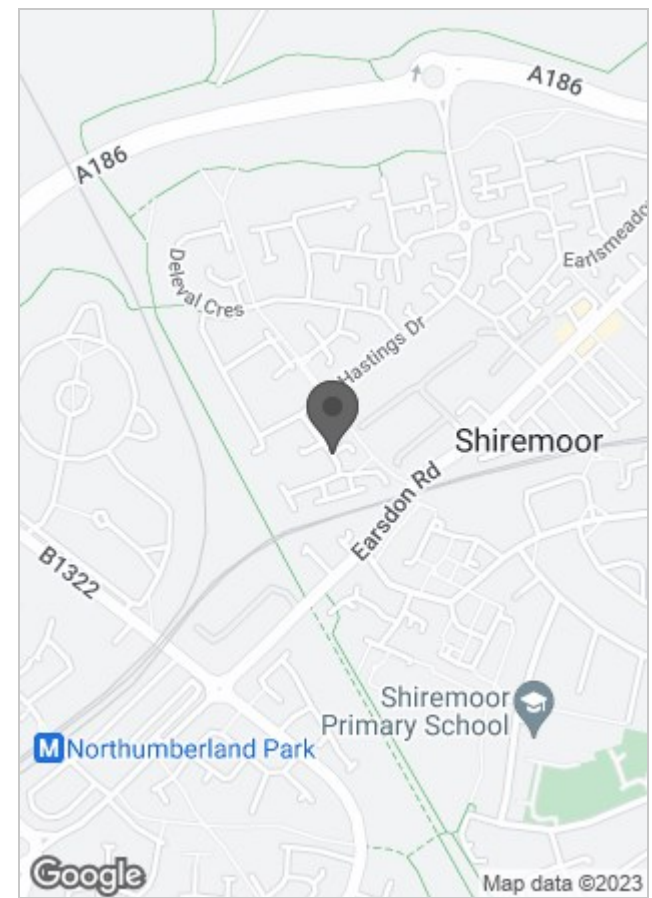 A186
A186
Earlsmeado
Deleval Cres
Hastings Dr
Shiremoor
Earsdon Rd
B1322
Shiremoor
Primary School
M Northumberland Park
Google
Map data ©2023